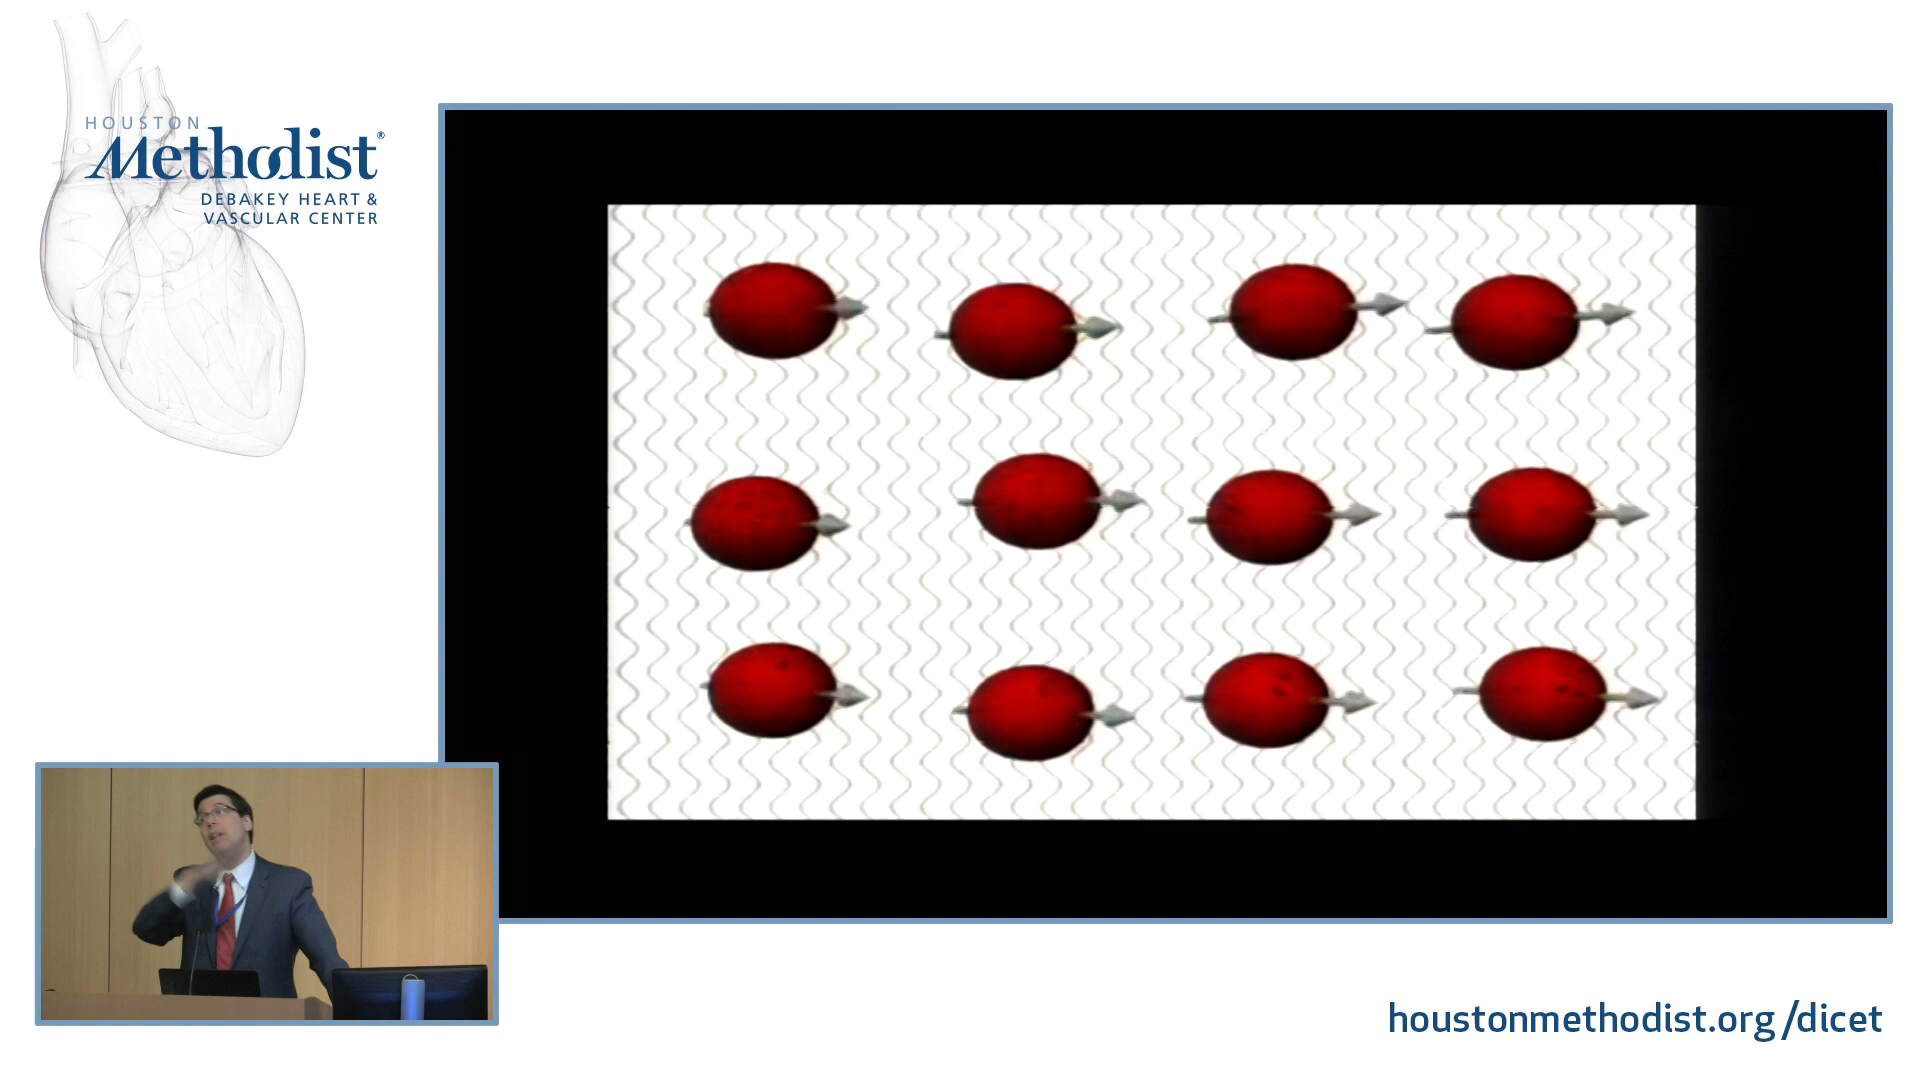 HOUSTON
Methodist®
DEBAKEY HEART &
VASCULAR CENTER
houstonmethodist.org/dicet